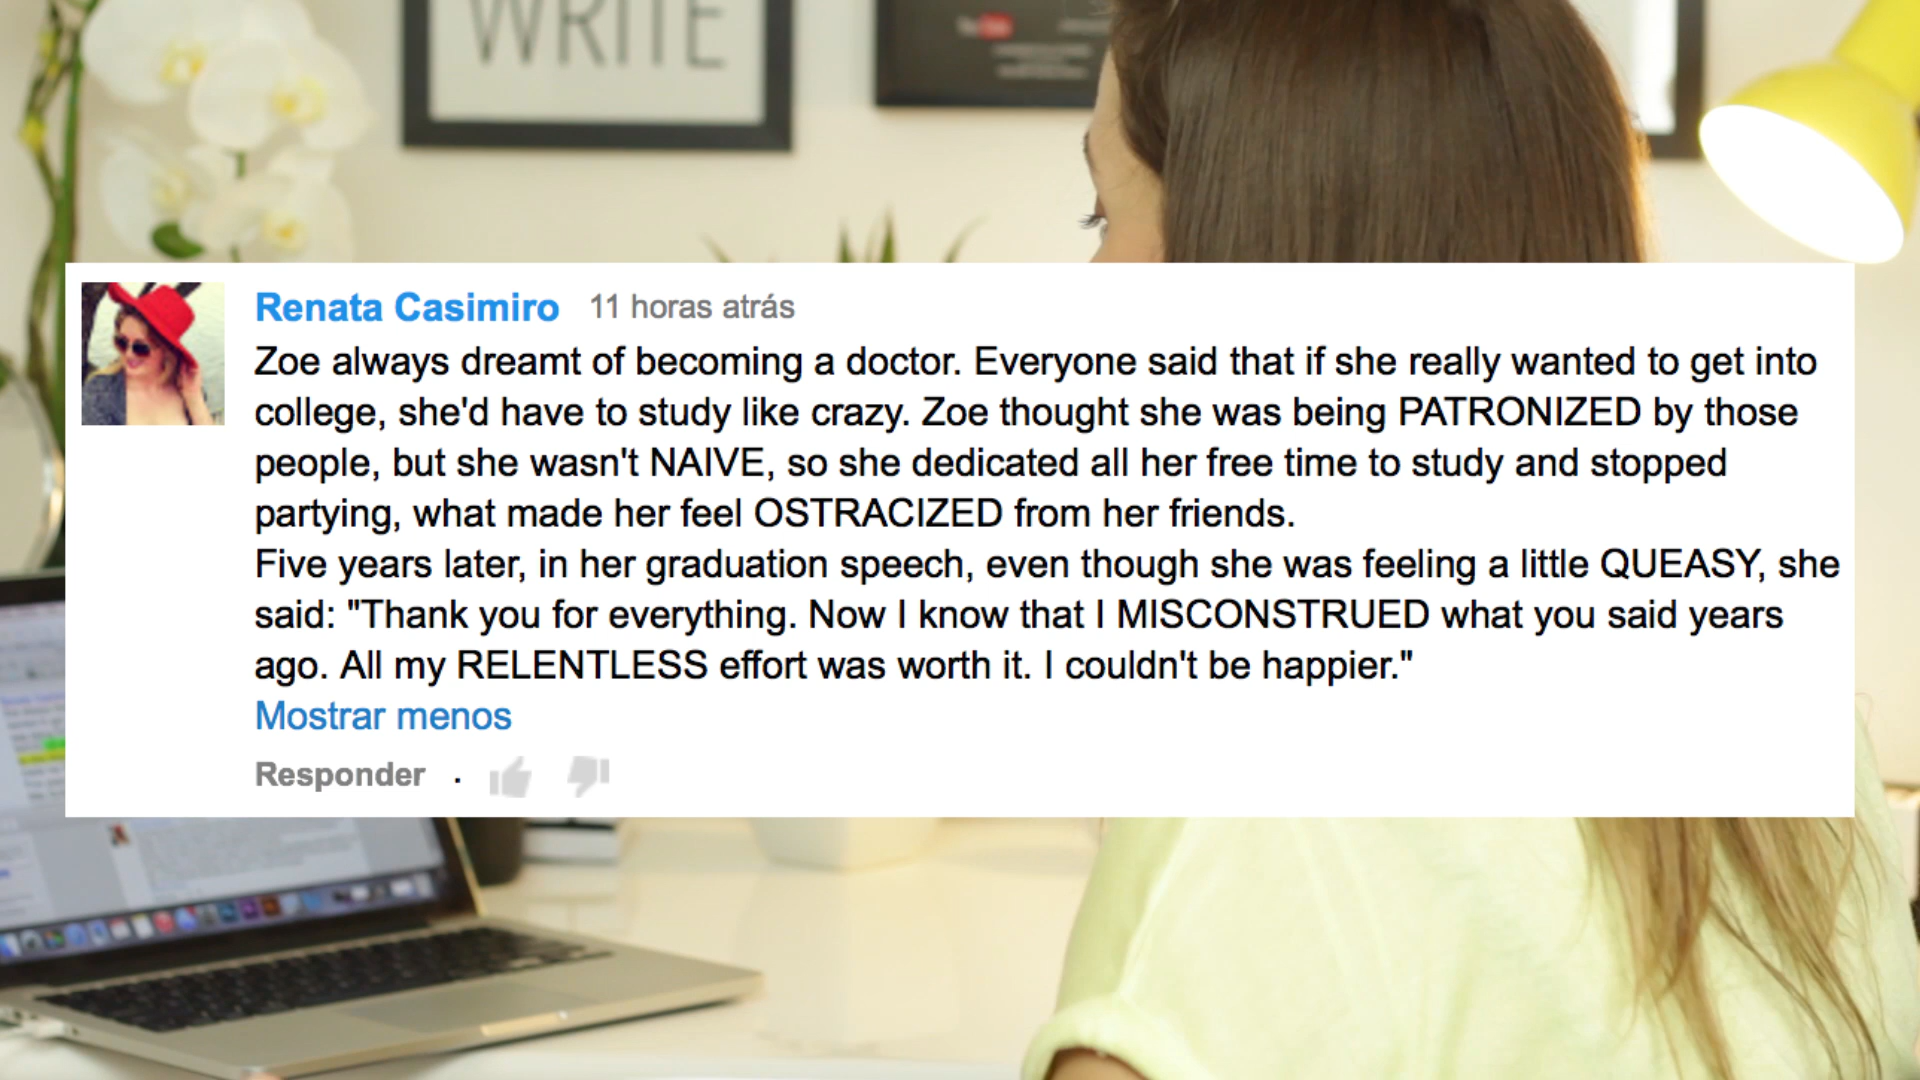 WRITE
Renata Casimiro 11 horas atrás
Zoe always dreamt of becoming a doctor. Everyone said that if she really wanted to get into
college, she'd have to study like crazy. Zoe thought she was being PATRONIZED by those
people, but she wasn't NAIVE, so she dedicated all her free time to study and stopped
partying, what made her feel OSTRACIZED from her friends.
Five years later, in her graduation speech, even though she was feeling a little QUEASY, she
said: "Thank you for everything. Now I know that I MISCONSTRUED what you said years
ago. All my RELENTLESS effort was worth it. I couldn't be happier."
Mostrar menos
Responder .